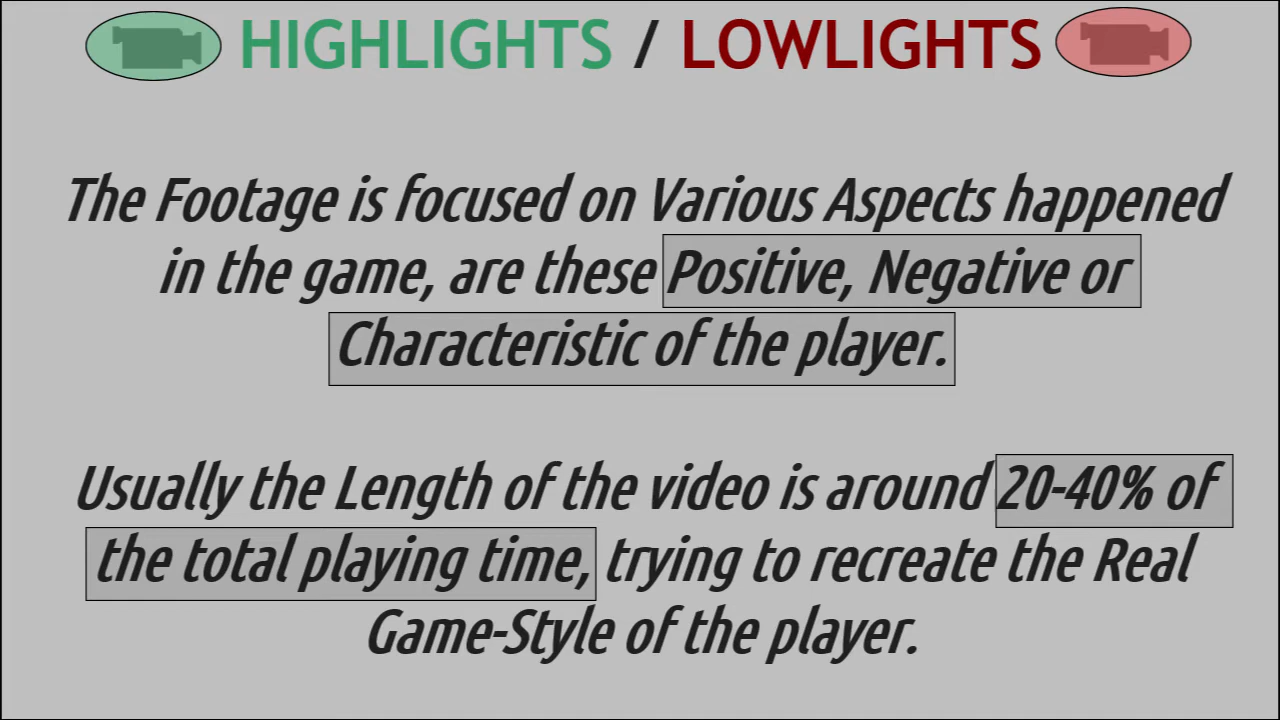 HIGHLIGHTS / LOWLIGHTS
The Footage is focused on Various Aspects happened
in the game, are these Positive, Negative or
Characteristic of the player.
Usually the Length of the video is around 20-40% of
the total playing time, trying to recreate the Real
Game-Style of the player.